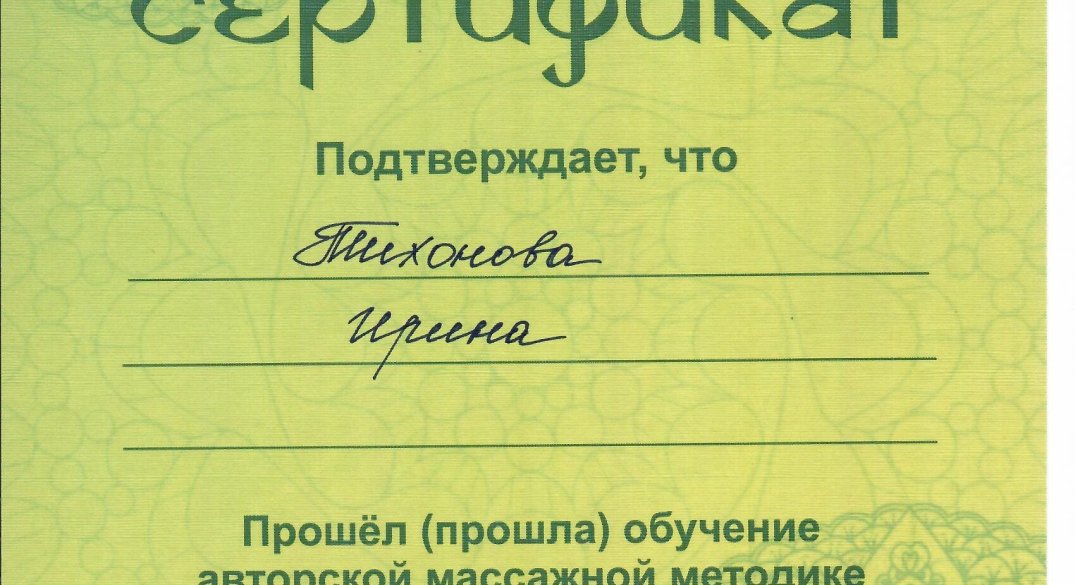 сертификат
Подтверждает, что
Тихонова
Ирина
Прошёл (прошла) обучение
авторской массажной методике